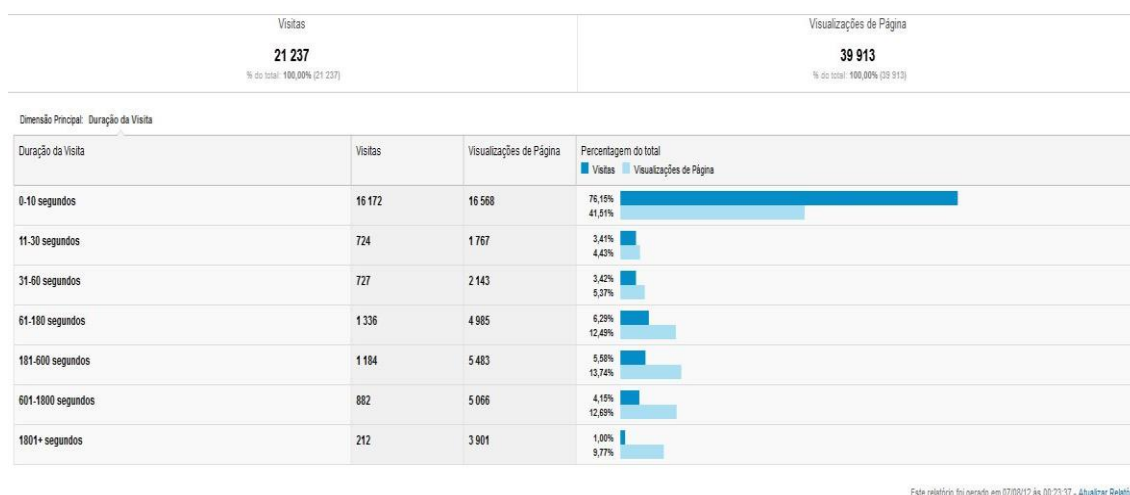 Visitas Visualizações de Página
21 237 39 913
% do total: 100,00% (21 237) % do total: 100,00% (39 913)
Dimensão Principal: Duração da Visita
Duração da Visita Visitas Visualizações de Página Percentagem do total
Visitas Visualizações de Página
0-10 segundos 16 172 16 568 76,15%
41,51%
11-30 segundos 724 1 767 3,41%
4,43%
31-60 segundos 727 2 143 3,42%
5,37%
61-180 segundos 1 336 4 985 6,29%
12,49%
181-600 segundos 1 184 5 483 5,58%
13,74%
601-1800 segundos 882 5 066 4,15%
12,69%
1801+ segundos 212 3 901 1,00%
9,77%
Este relatório foi gerado em 07/08/12 às 00:23:37 - Atualizar Relató